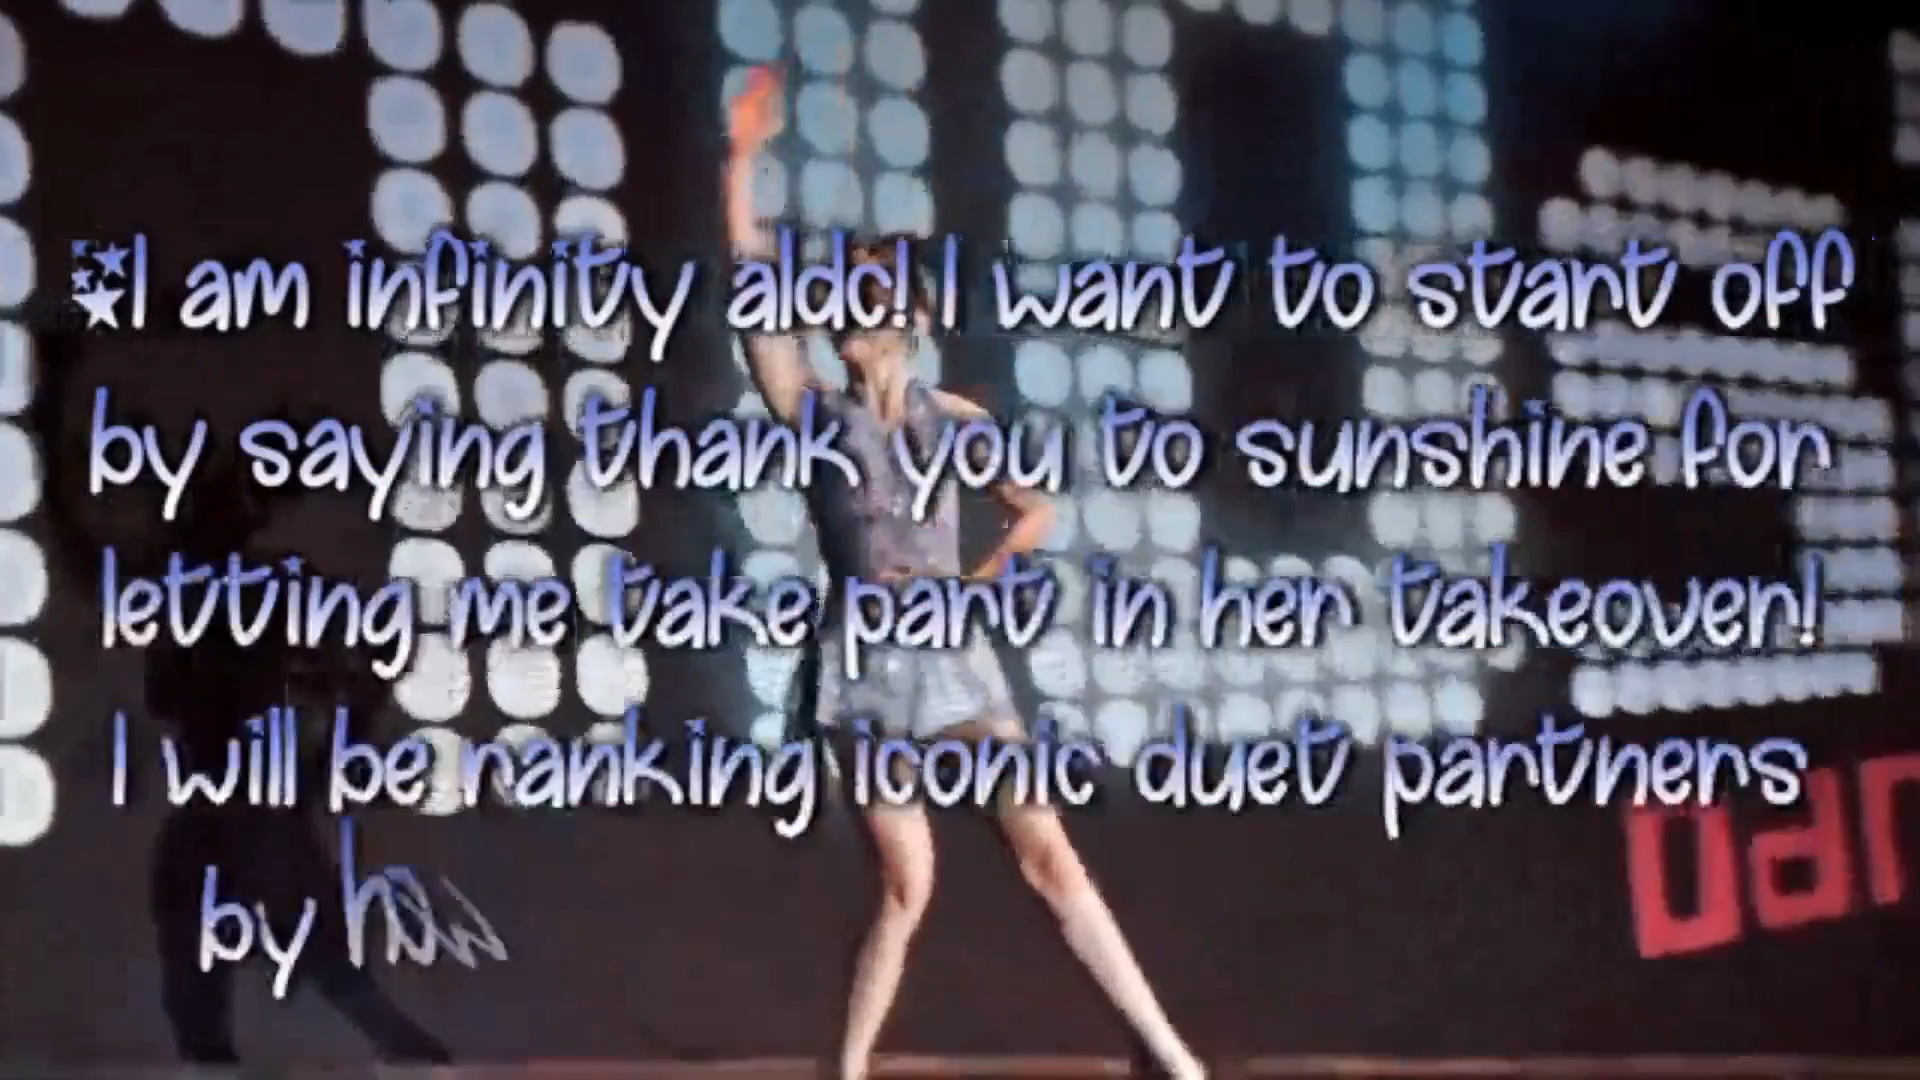 I am infinity aldc! I want to start off
by saying thank you to sunshine for
letting me take part in her takeover!
I will be ranking iconic duet partners
by